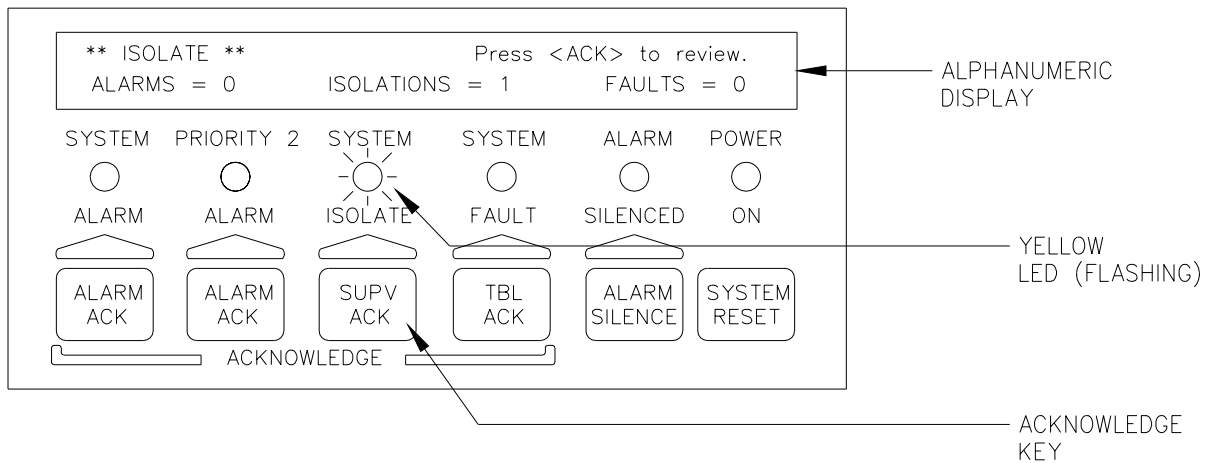 ** ISOLATE ** Press <ACK> to review.
ALARMS = 0 ISOLATIONS = 1 FAULTS = 0
ALPHANUMERIC
DISPLAY
SYSTEM PRIORITY 2 SYSTEM SYSTEM ALARM POWER
ALARM ALARM ISOLATE FAULT SILENCED ON
YELLOW
LED (FLASHING)
ALARM ACK
ALARM ACK
SUPV ACK
TBL ACK
ALARM SILENCE
SYSTEM RESET
ACKNOWLEDGE
ACKNOWLEDGE
KEY